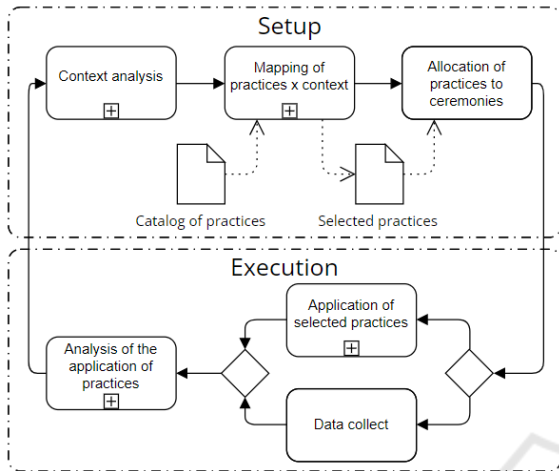 Setup
Context analysis
Mapping of
practices x context
Allocation of
practices to
ceremonies
Catalog of practices
Selected practices
Execution
Application of
selected practices
Analysis of the
application of
practices
Data collect